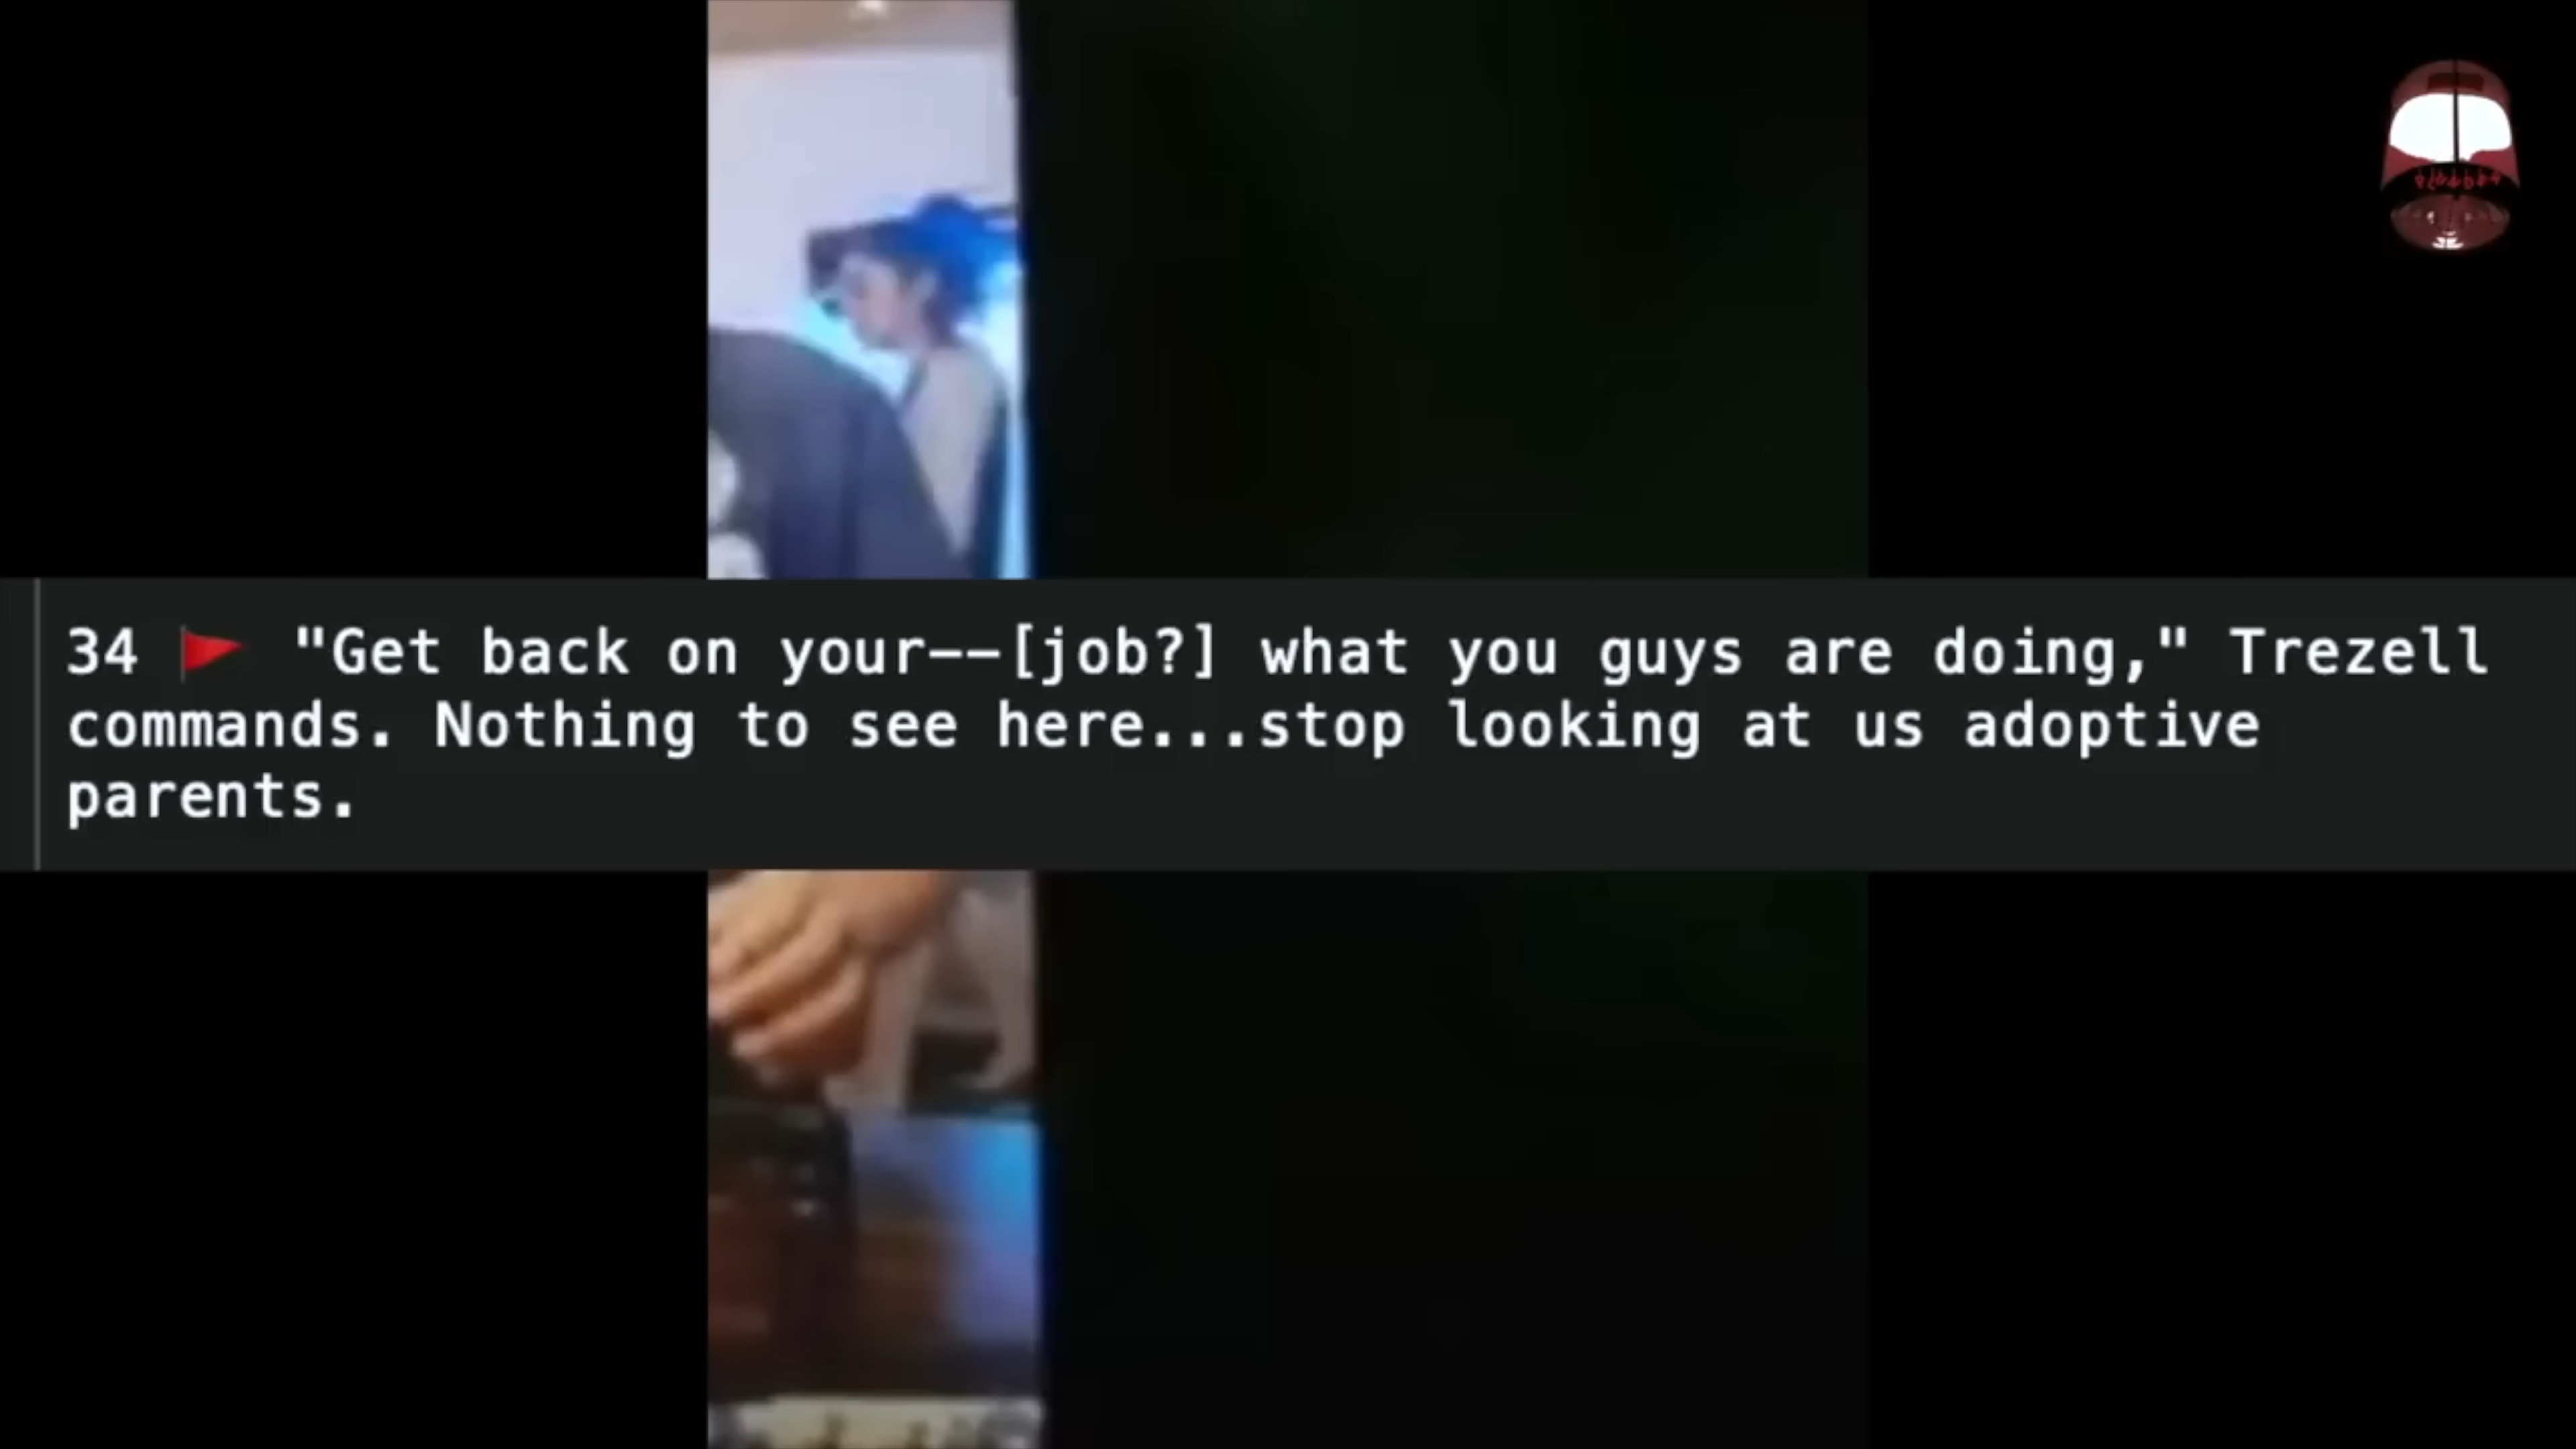 34 🚩 "Get back on your--[job?] what you guys are doing," Trezell
commands. Nothing to see here...stop looking at us adoptive
parents.